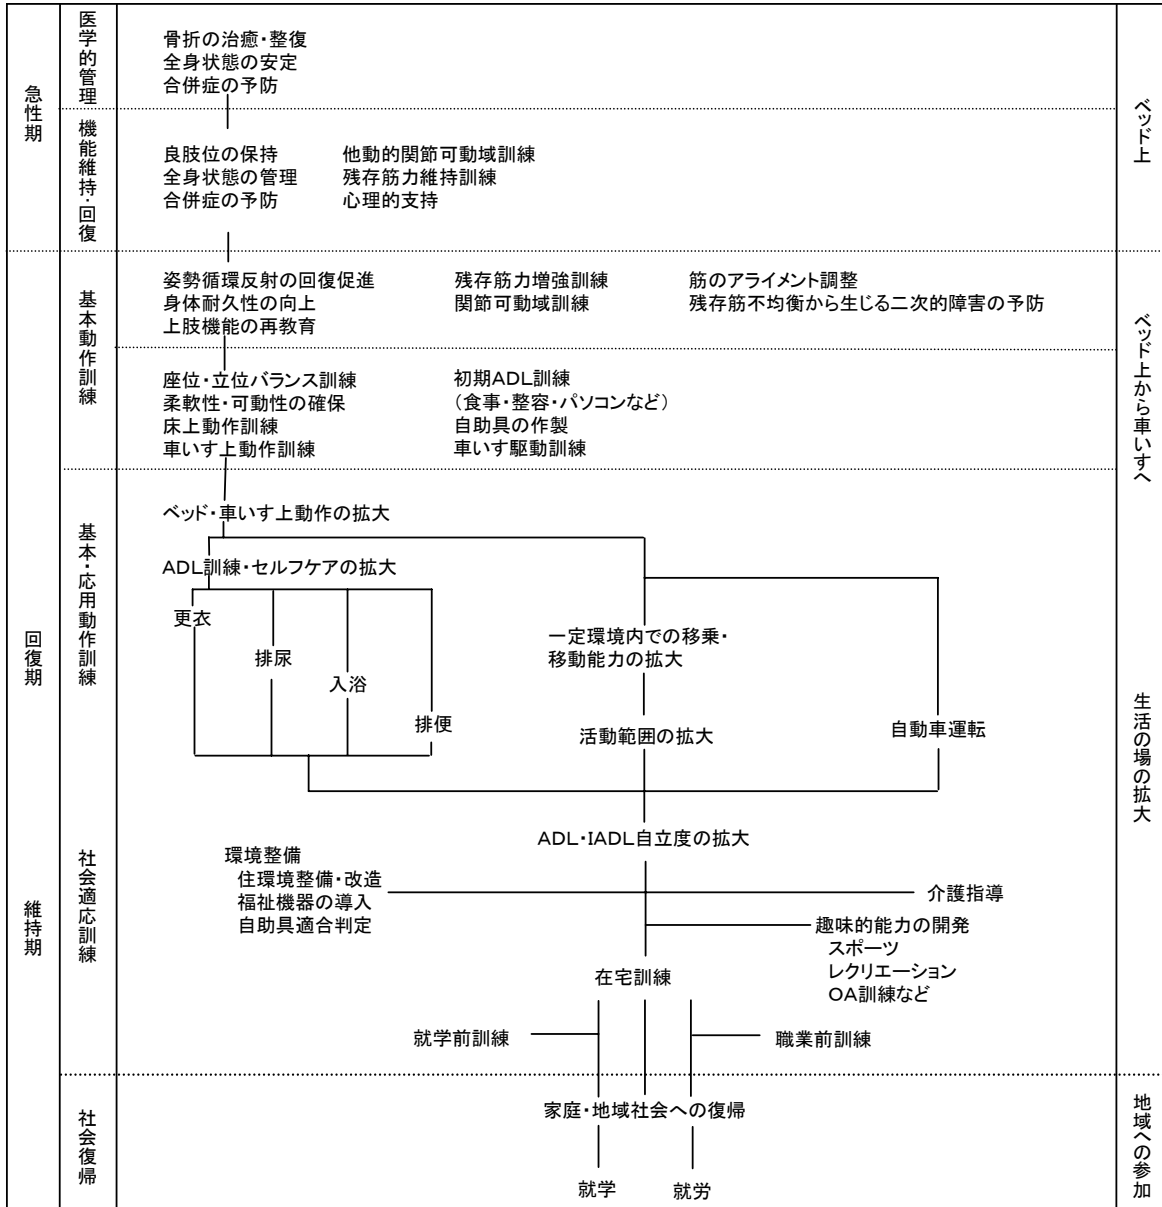 急性期
医学的管理
骨折の治癒・整復
全身状態の安定
合併症の予防
ベッド上
機能維持・回復
良肢位の保持
全身状態の管理
合併症の予防
他動的関節可動域訓練
残存筋力維持訓練
心理的支持
回復期
基本動作訓練
姿勢循環反射の回復促進
身体耐久性の向上
上肢機能の再教育
残存筋力増強訓練
関節可動域訓練
筋のアライメント調整
残存筋不均衡から生じる二次的障害の予防
ベッド上から車いすへ
座位・立位バランス訓練
柔軟性・可動性の確保
床上動作訓練
車いす上動作訓練
初期ADL訓練
（食事・整容・パソコンなど）
自助具の作製
車いす駆動訓練
基本・応用動作訓練
ベッド・車いす上動作の拡大
ADL訓練・セルフケアの拡大
更衣
排尿
入浴
排便
一定環境内での移乗・
移動能力の拡大
活動範囲の拡大
自動車運転
生活の場の拡大
維持期
社会適応訓練
ADL・IADL自立度の拡大
環境整備
住環境整備・改造
福祉機器の導入
自助具適合判定
介護指導
趣味的能力の開発
スポーツ
レクリエーション
OA訓練など
在宅訓練
就学前訓練
職業前訓練
社会復帰
家庭・地域社会への復帰
就学
就労
地域への参加